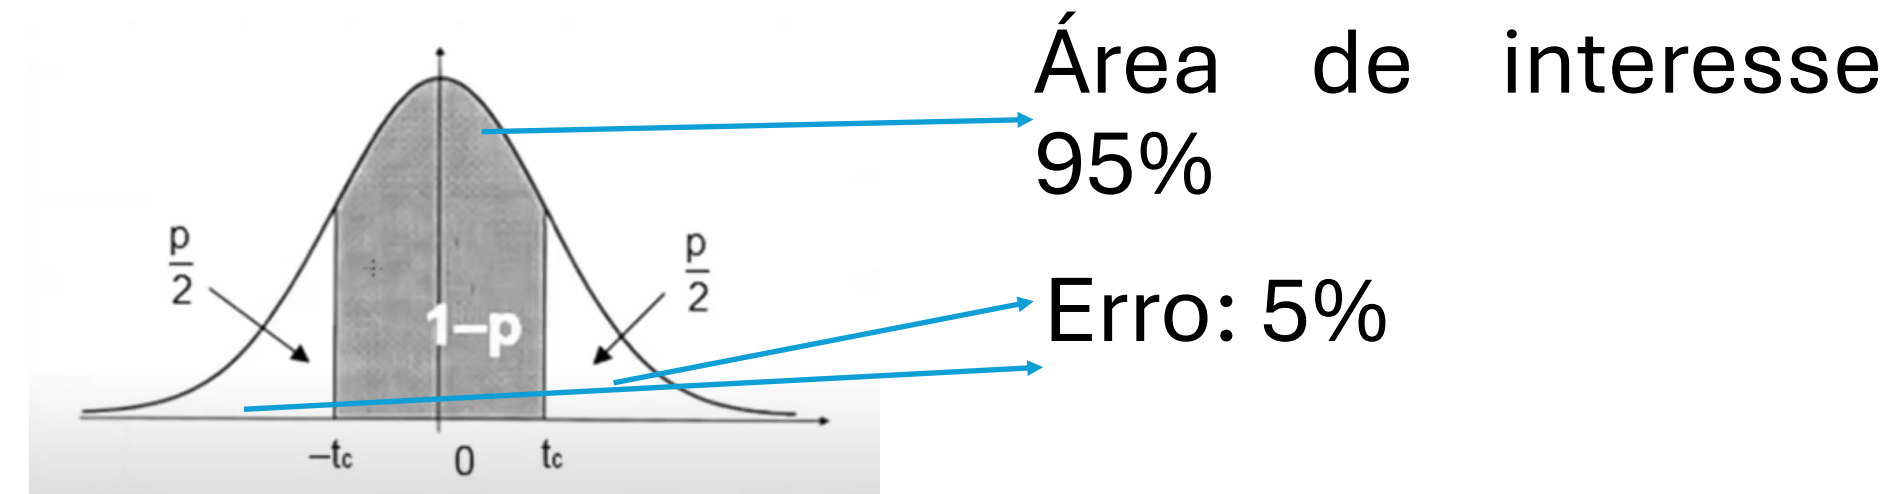 Área de interesse
95%
Erro: 5%
p
2
p
2
1–p
–tc
0
tc